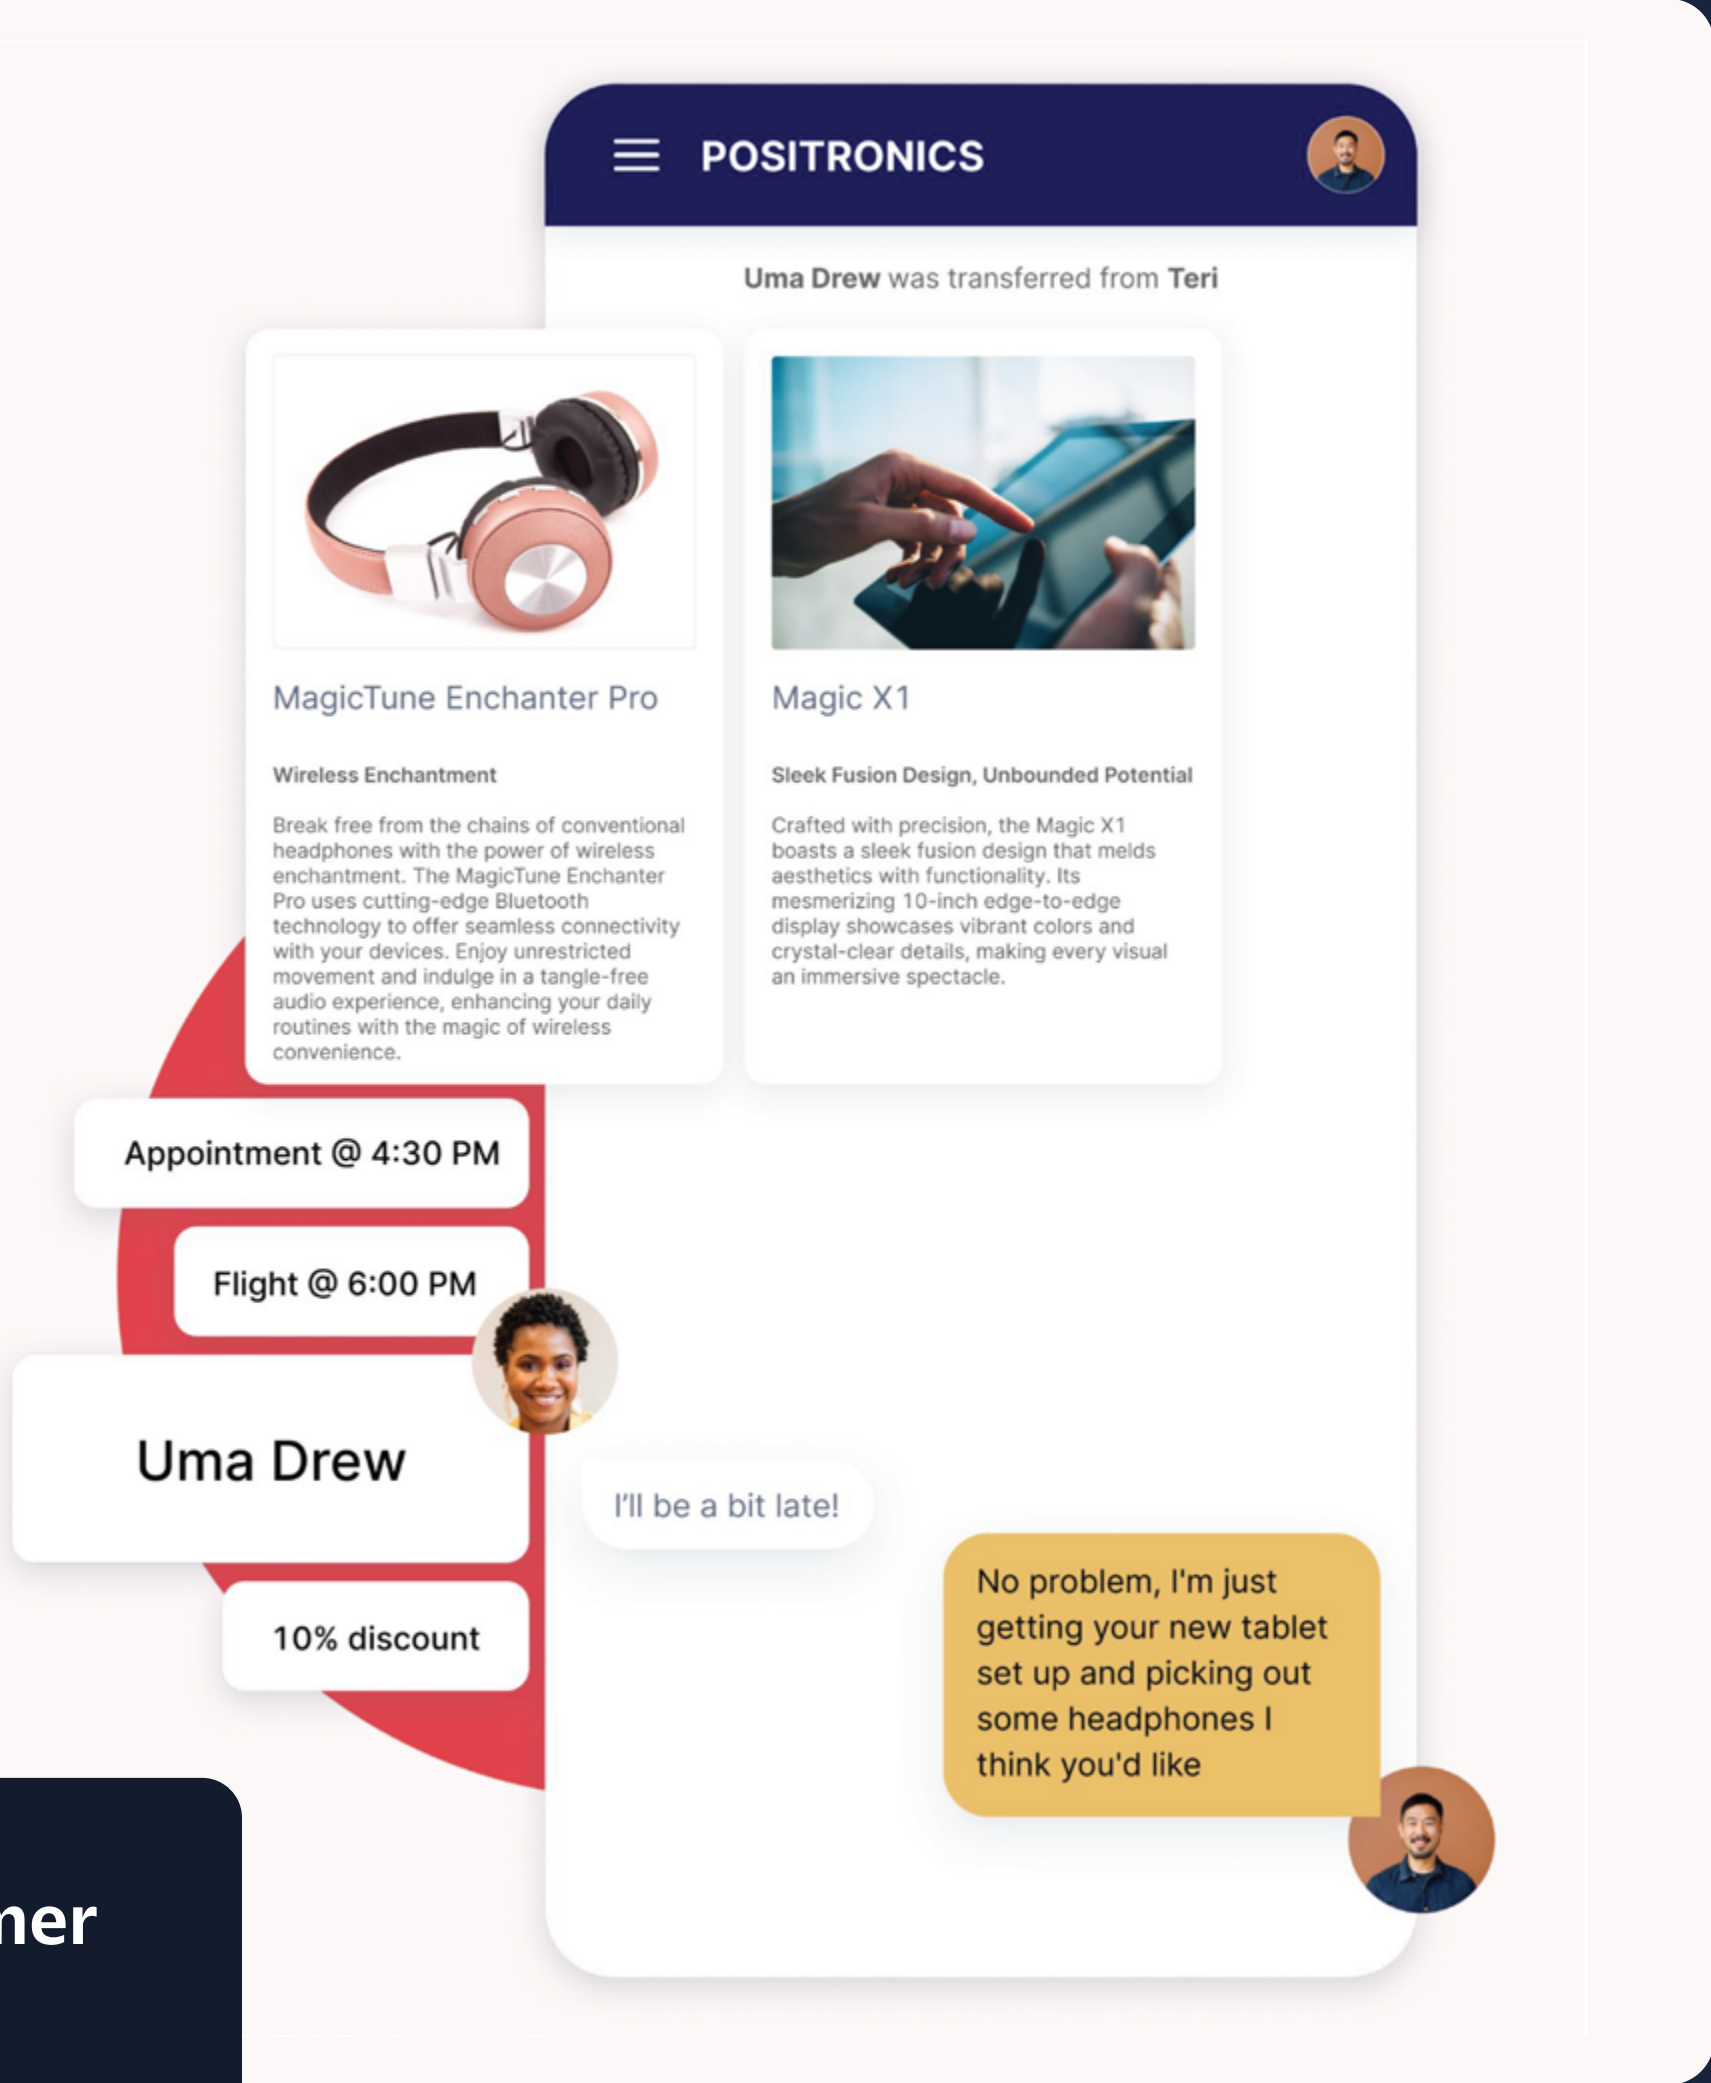 POSITRONICS
Uma Drew was transferred from Teri
MagicTune Enchanter Pro
Wireless Enchantment
Break free from the chains of conventional
headphones with the power of wireless
enchantment. The MagicTune Enchanter
Pro uses cutting-edge Bluetooth
technology to offer seamless connectivity
with your devices. Enjoy unrestricted
movement and indulge in a tangle-free
audio experience, enhancing your daily
routines with the magic of wireless
convenience.
Magic X1
Sleek Fusion Design, Unbounded Potential
Crafted with precision, the Magic X1
boasts a sleek fusion design that melds
aesthetics with functionality. Its
mesmerizing 10-inch edge-to-edge
display showcases vibrant colors and
crystal-clear details, making every visual
an immersive spectacle.
Appointment @ 4:30 PM
Flight @ 6:00 PM
Uma Drew
10% discount
I'll be a bit late!
No problem, I'm just
getting your new tablet
set up and picking out
some headphones I
think you'd like